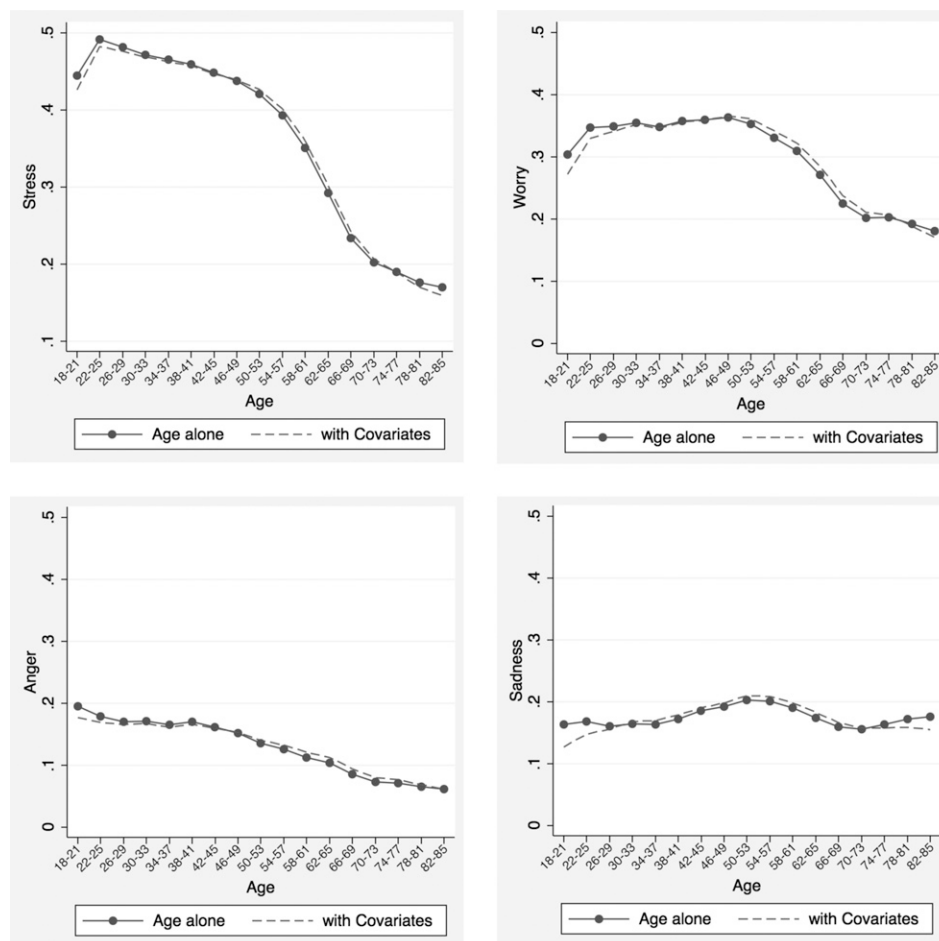 Stress
.5
.4
.3
.2
.1
18-21 22-25 26-29 30-33 34-37 38-41 42-45 46-49 50-53 54-57 58-61 62-65 66-69 70-73 74-77 78-81 82-85
Age
Age alone with Covariates
Worry
.5
.4
.3
.2
.1
0
18-21 22-25 26-29 30-33 34-37 38-41 42-45 46-49 50-53 54-57 58-61 62-65 66-69 70-73 74-77 78-81 82-85
Age
Age alone with Covariates
Anger
.5
.4
.3
.2
.1
0
18-21 22-25 26-29 30-33 34-37 38-41 42-45 46-49 50-53 54-57 58-61 62-65 66-69 70-73 74-77 78-81 82-85
Age
Age alone with Covariates
Sadness
.5
.4
.3
.2
.1
0
18-21 22-25 26-29 30-33 34-37 38-41 42-45 46-49 50-53 54-57 58-61 62-65 66-69 70-73 74-77 78-81 82-85
Age
Age alone with Covariates